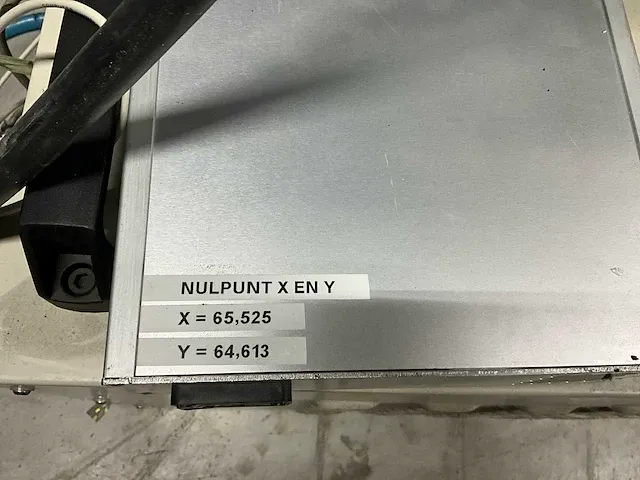 NULPUNT X EN Y
X = 65,525
Y = 64,613